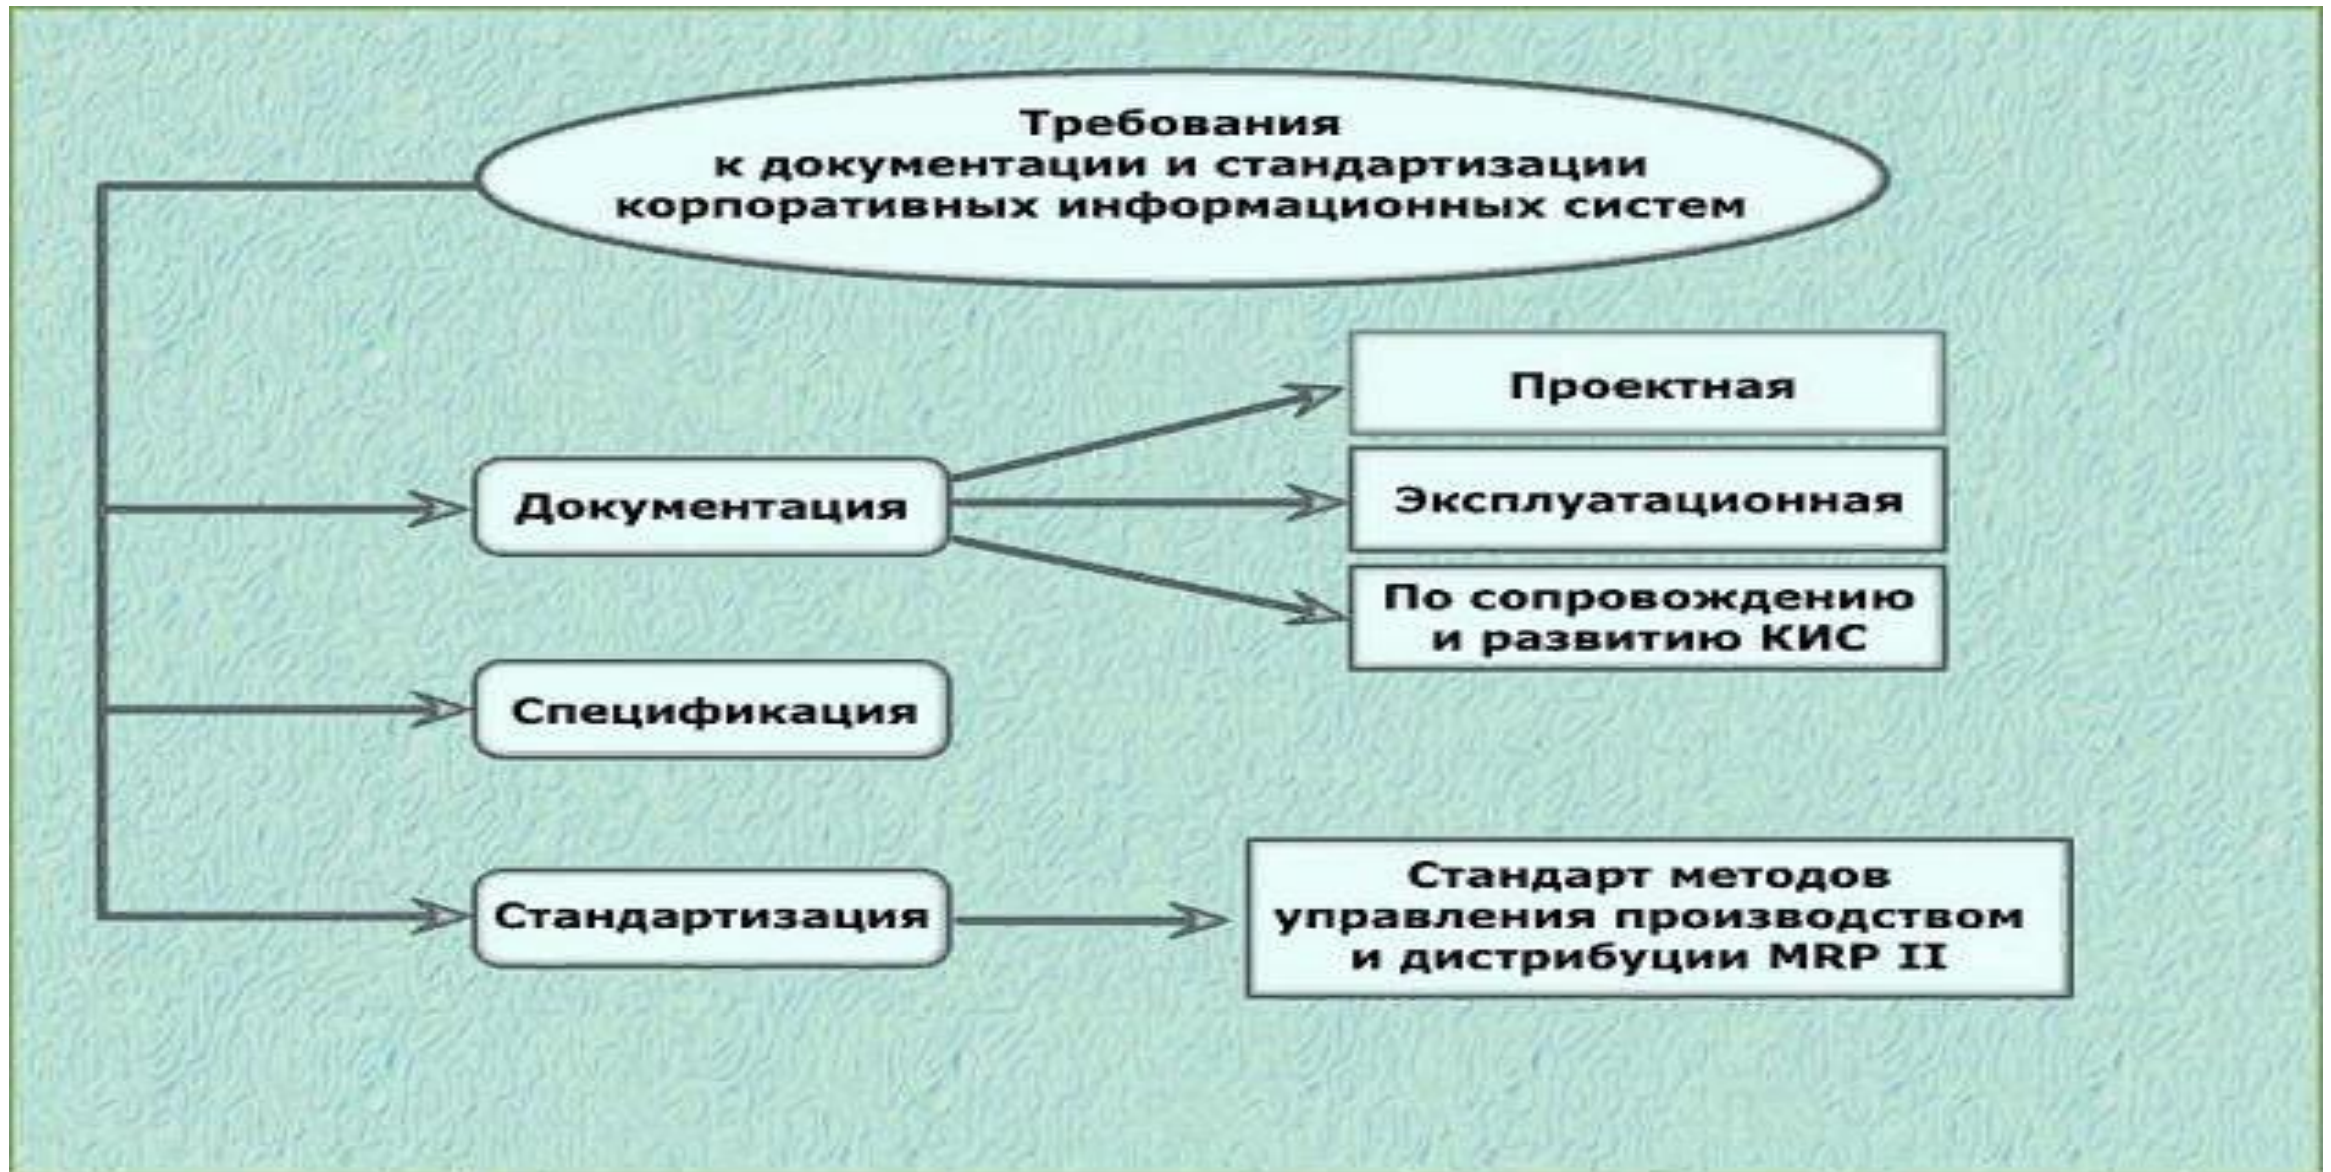 Требования
к документации и стандартизации
корпоративных информационных систем
Проектная
Документация
Эксплуатационная
По сопровождению
и развитию КИС
Спецификация
Стандартизация
Стандарт методов
управления производством
и дистрибуции MRP II